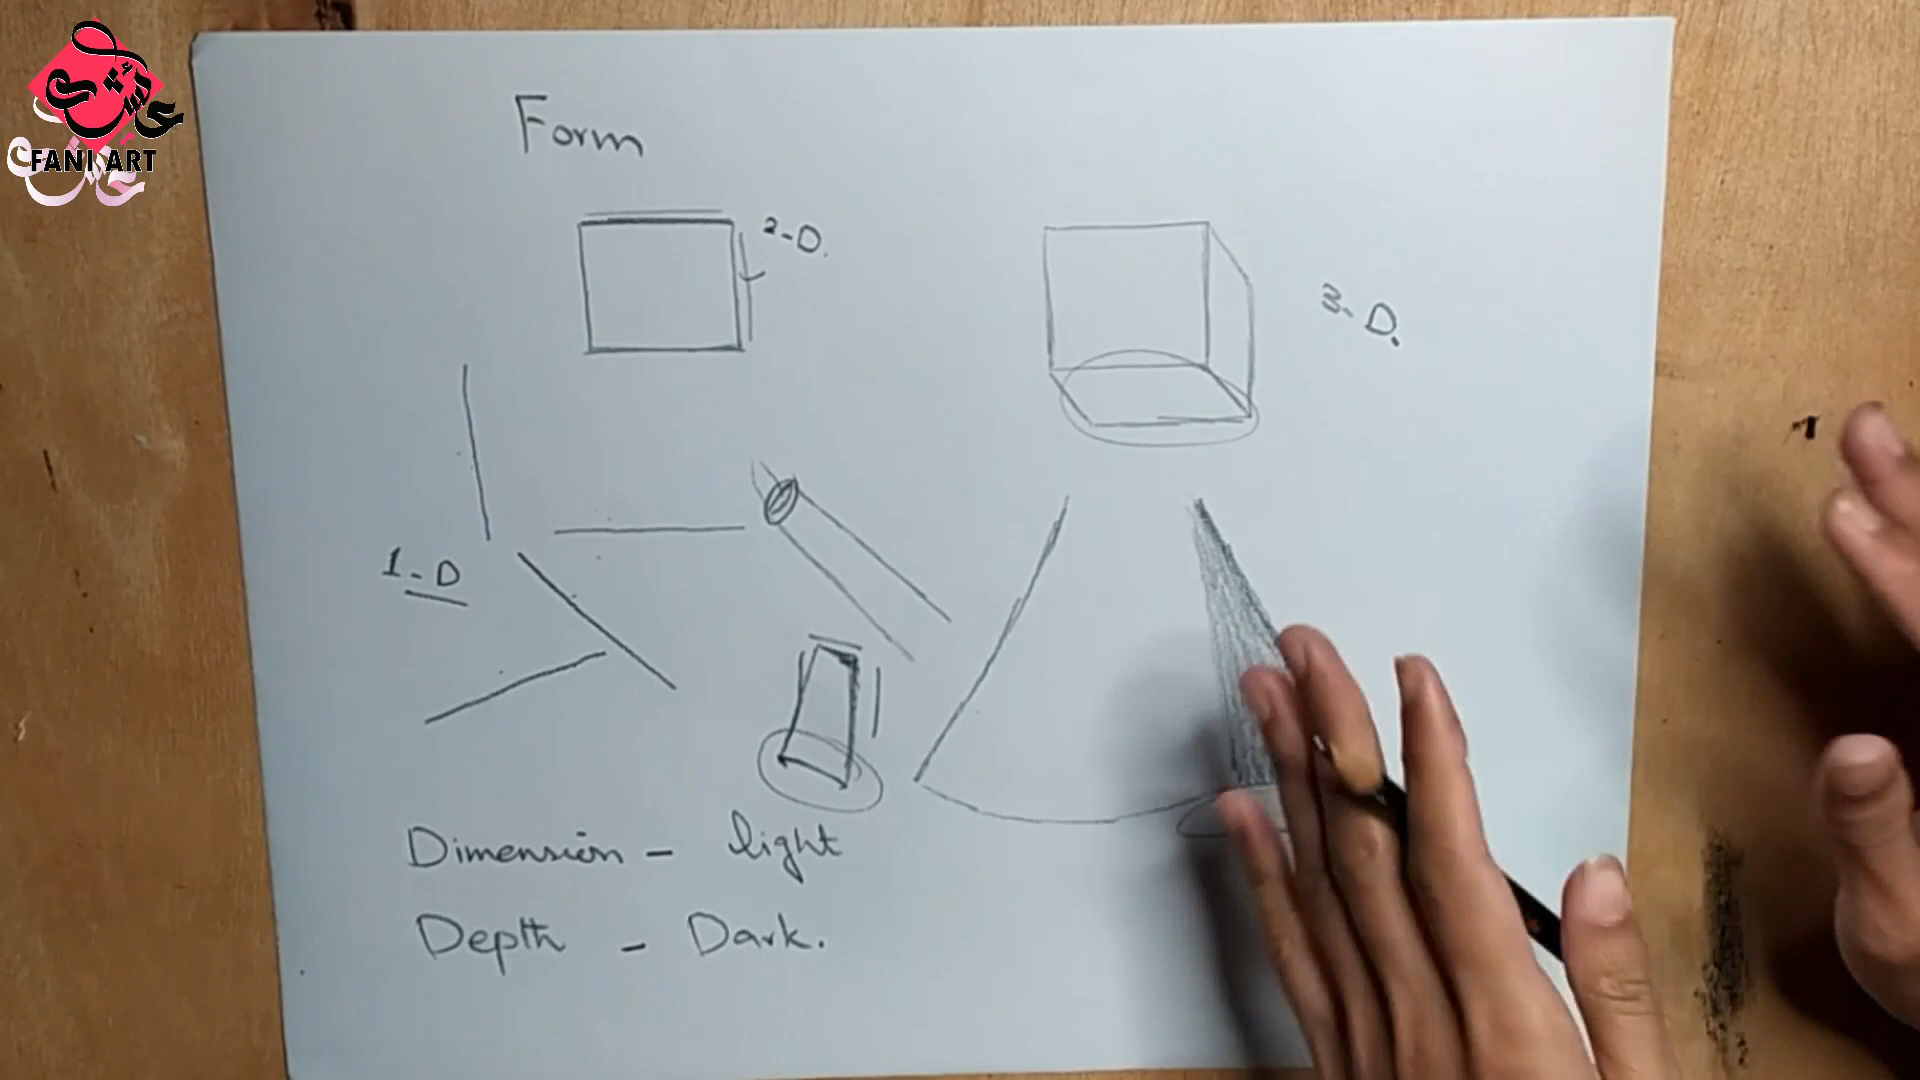 FANI ART
Form
2-D.
3-D.
1-D
Dimension - light
Depth - Dark.